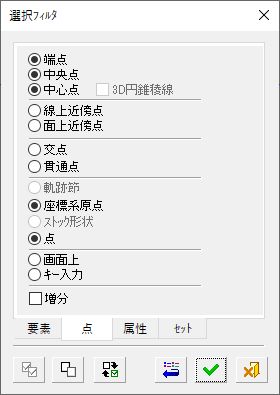 選択フィルタ
端点
中央点
中心点 3D円錐稜線
線上近傍点
面上近傍点
交点
貫通点
軌跡節
座標系原点
ストック形状
点
画面上
キー入力
増分
要素 点 属性 セット